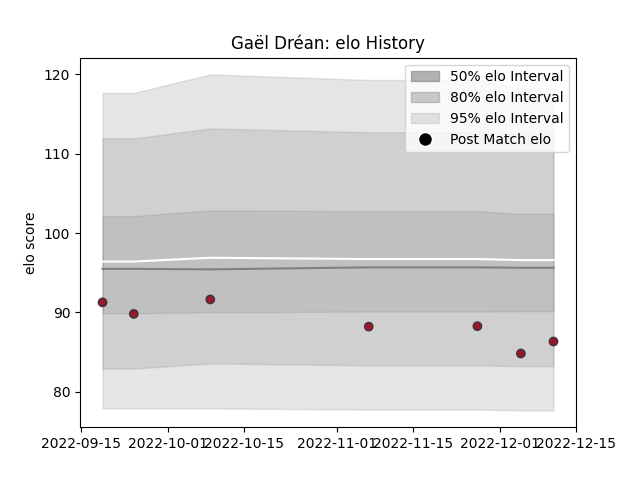 Gaël Dréan: elo History
120
110
100
90
80
elo score
50% elo Interval
80% elo Interval
95% elo Interval
Post Match elo
2022-09-15 2022-10-01 2022-10-15 2022-11-01 2022-11-15 2022-12-01 2022-12-15